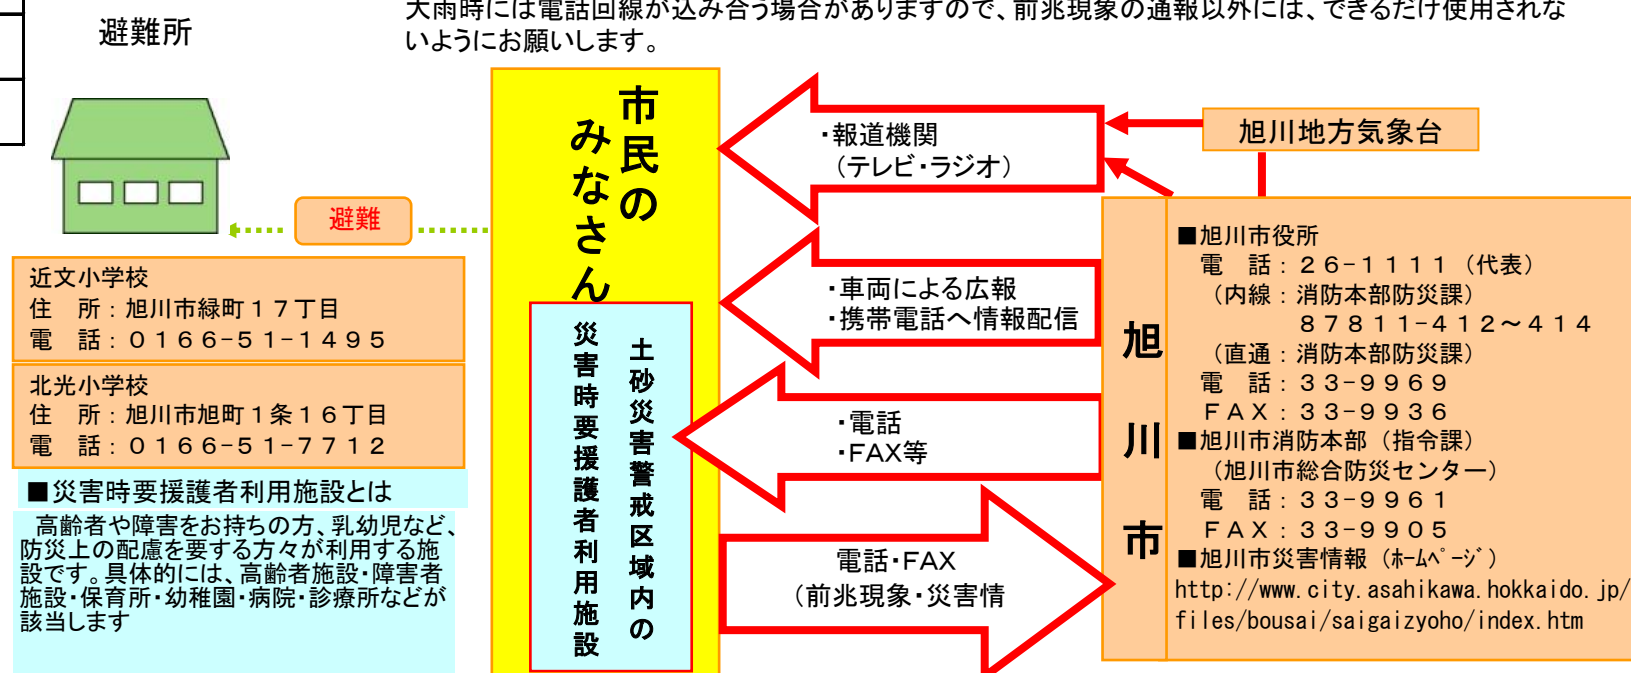 大雨時には電話回線が込み合う場合がありますので、前兆現象の通報以外には、できるだけ使用されな
いようにお願いします。
避難所
避難
近文小学校
住　所：旭川市緑町１７丁目
電　話：０１６６-５１-１４９５
北光小学校
住　所：旭川市旭町１条１６丁目
電　話：０１６６-５１-７７１２
■災害時要援護者利用施設とは
高齢者や障害をお持ちの方、乳幼児など、
防災上の配慮を要する方々が利用する施
設です。具体的には、高齢者施設・障害者
施設・保育所・幼稚園・病院・診療所などが
該当します
市民の
みなさん
土砂災害警戒区域内の
災害時要援護者利用施設
・報道機関
（テレビ・ラジオ）
・車両による広報
・携帯電話へ情報配信
・電話
・FAX等
電話・FAX
（前兆現象・災害情
旭川地方気象台
旭川市
■旭川市役所
電　話：２６-１１１１（代表）
（内線：消防本部防災課）
８７８１１-４１２～４１４
（直通：消防本部防災課）
電　話：３３-９９６９
ＦＡＸ：３３-９９３６
■旭川市消防本部（指令課）
（旭川市総合防災センター）
電　話：３３-９９６１
ＦＡＸ：３３-９９０５
■旭川市災害情報（ﾎｰﾑﾍﾟｰｼﾞ）
http://www.city.asahikawa.hokkaido.jp/
files/bousai/saigaizyoho/index.htm